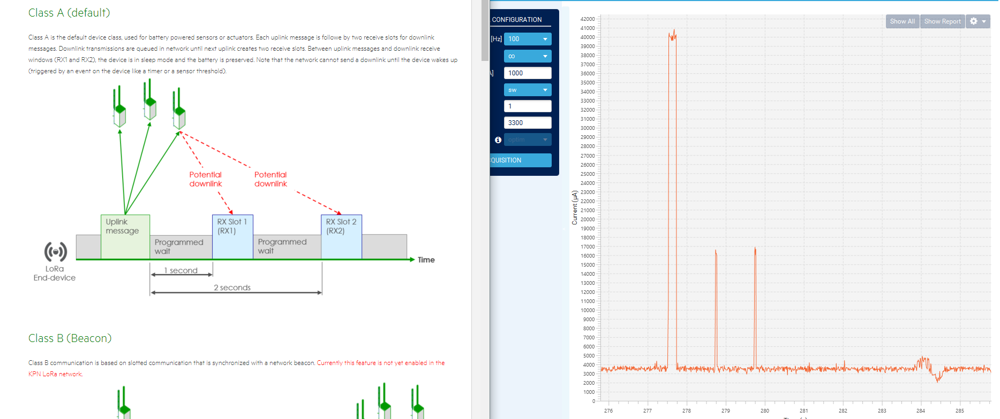 Class A (default)
Class A is the default device class, used for battery powered sensors or actuators. Each uplink message is followe by two receive slots for downlink
messages. Downlink transmissions are queued in network until next uplink creates two receive slots. Between uplink messages and downlink receive
windows (RX1 and RX2), the device is in sleep mode and the battery is preserved. Note that the network cannot send a downlink until the device wakes up
(triggered by an event on the device like a timer or a sensor threshold).
Potential
downlink
Potential
downlink
Uplink
message
Programmed
wait
RX Slot 1
(RX1)
Programmed
wait
RX Slot 2
(RX2)
Time
LoRa
End-device
1 second
2 seconds
Class B (Beacon)
Class B communication is based on slotted communication that is synchronized with a network beacon. Currently this feature is not yet enabled in the
KPN LoRa network.
CONFIGURATION
[Hz] 100
∞
A] 1000
sw
1
3300
optim
QUISITION
Show All
Show Report
Current (µA)
42000
41000
40000
39000
38000
37000
36000
35000
34000
33000
32000
31000
30000
29000
28000
27000
26000
25000
24000
23000
22000
21000
20000
19000
18000
17000
16000
15000
14000
13000
12000
11000
10000
9000
8000
7000
6000
5000
4000
3000
2000
1000
0
276 277 278 279 280 281 282 283 284 285